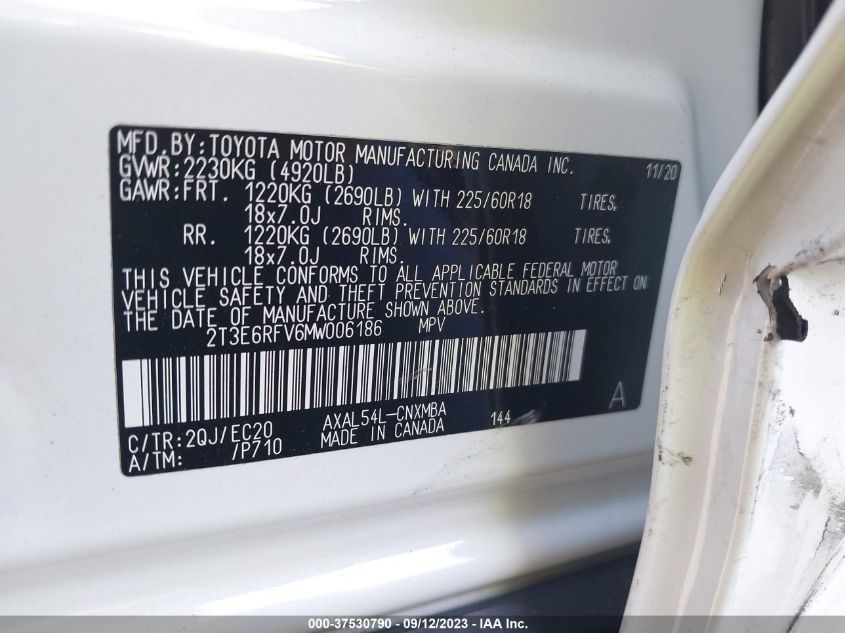 MFD.BY:TOYOTA MOTOR MANUFACTURING CANADA INC. 11/20
GVWR:2230KG (4920LB)
GAWR:FRT. 1220KG (2690LB) WITH 225/60R18 TIRES,
18x7.0J RIMS.
RR. 1220KG (2690LB) WITH 225/60R18 TIRES,
18x7.0J RIMS.
THIS VEHICLE CONFORMS TO ALL APPLICABLE FEDERAL MOTOR
VEHICLE SAFETY AND THEFT PREVENTION STANDARDS IN EFFECT ON
THE DATE OF MANUFACTURE SHOWN ABOVE.
2T3E6RFV6MW006186 MPV
A
C/TR:2QJ/EC20 AXAL54L-CNXMBA 144
A/TM: /P710 MADE IN CANADA
000-37530790 - 09/12/2023 - IAA Inc.